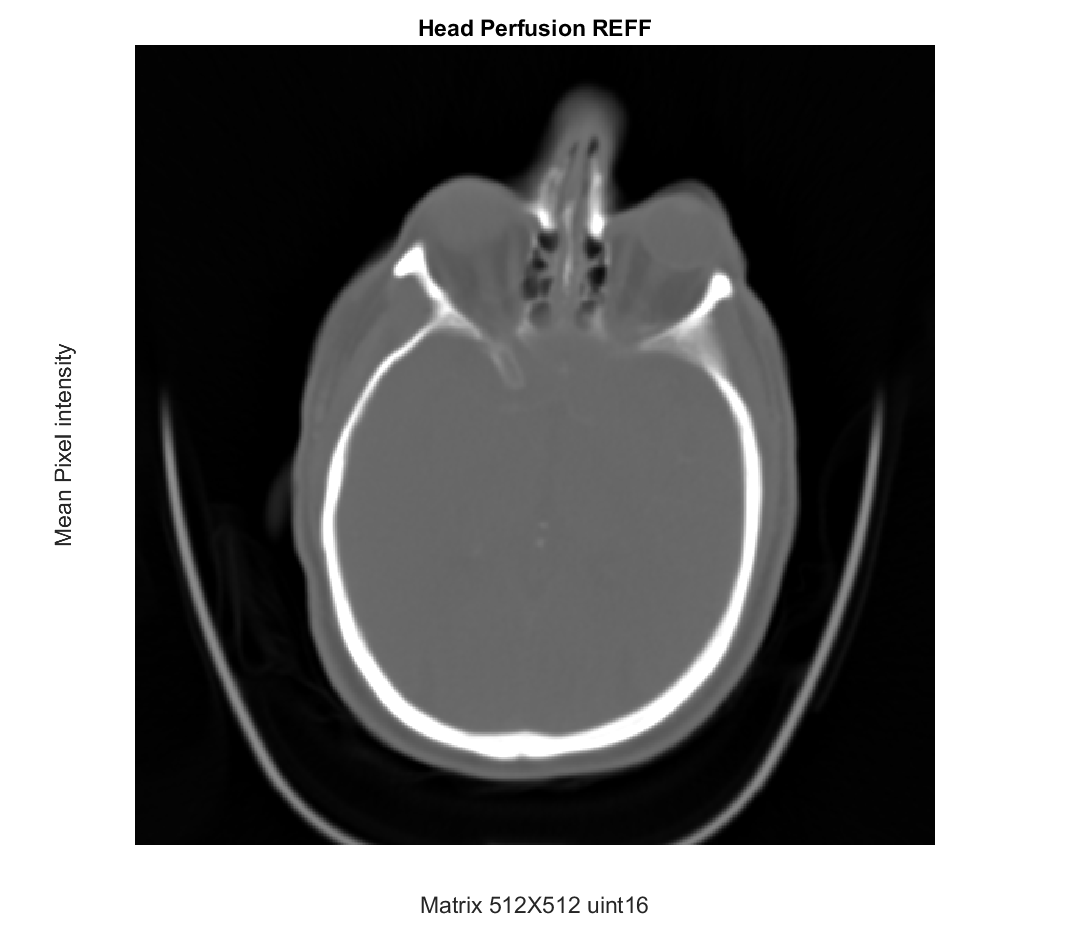 Head Perfusion REFF
Mean Pixel intensity
Matrix 512X512 uint16